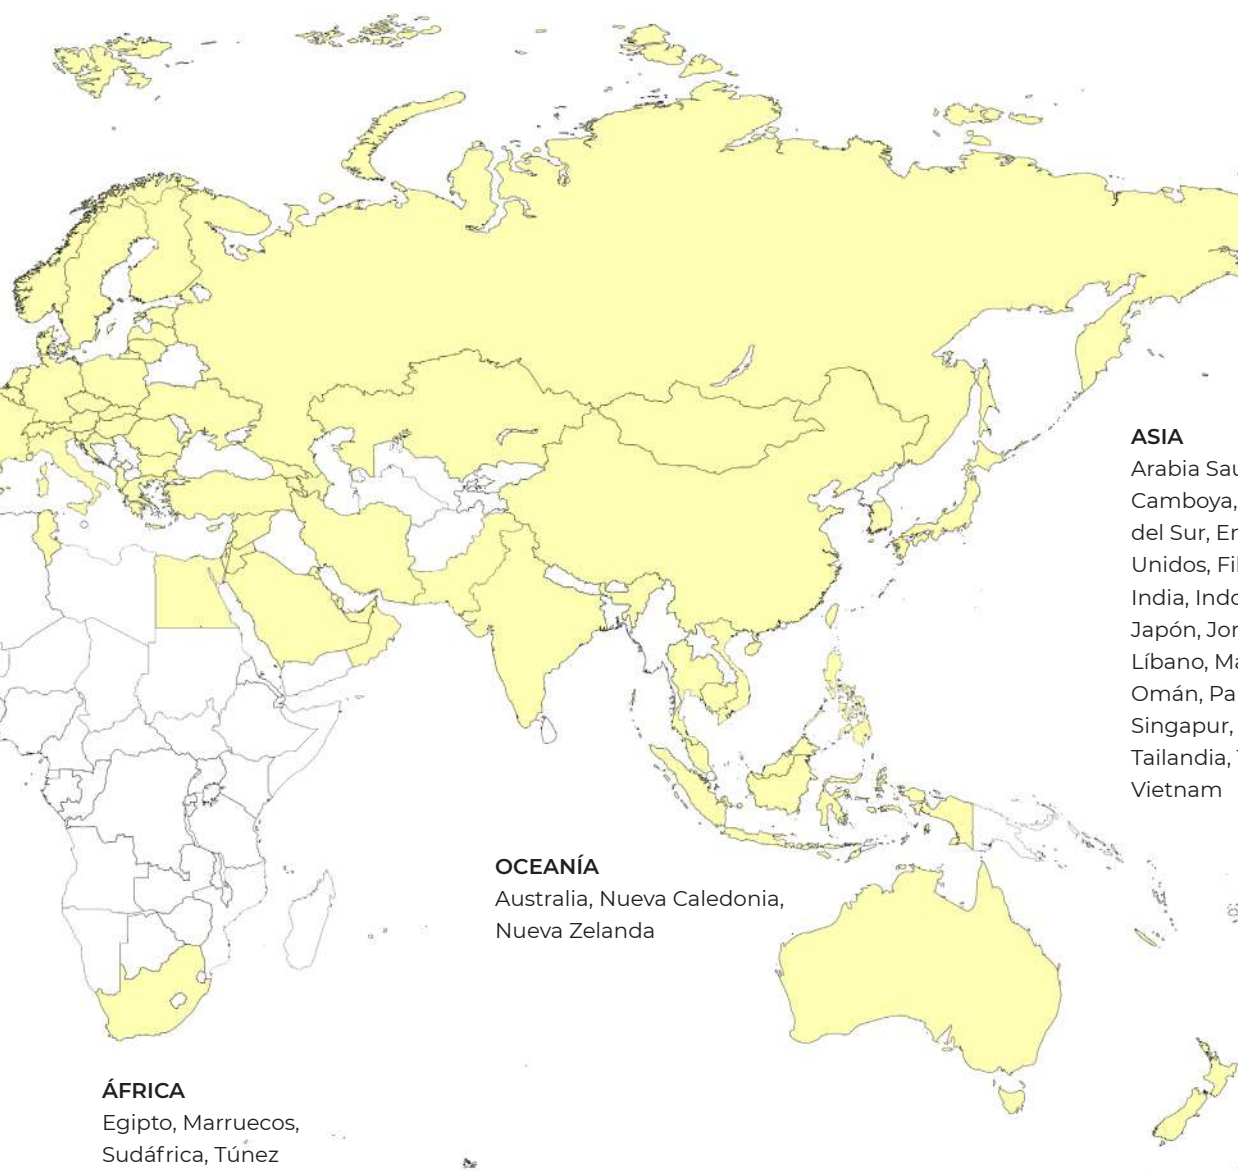 ASIA
Arabia Sau
Camboya,
del Sur, En
Unidos, Fil
India, Indo
Japón, Jor
Líbano, Ma
Omán, Pa
Singapur,
Tailandia, T
Vietnam
OCEANÍA
Australia, Nueva Caledonia,
Nueva Zelanda
ÁFRICA
Egipto, Marruecos,
Sudáfrica, Túnez